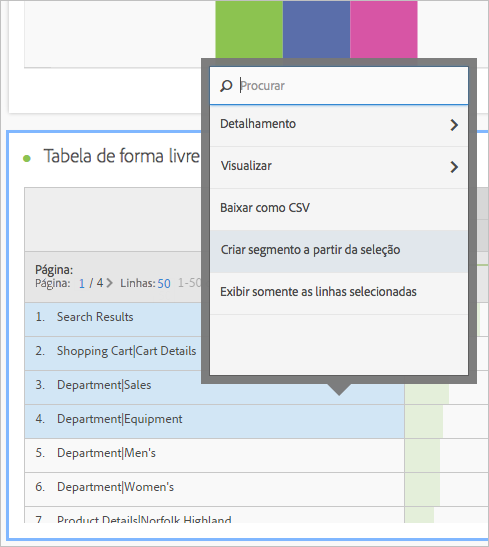 Procurar
Detalhamento
Visualizar
Baixar como CSV
Criar segmento a partir da seleção
Exibir somente as linhas selecionadas
Tabela de forma livre
Página:
Página: 1 / 4 Linhas: 50 1-50
1. Search Results
2. Shopping Cart|Cart Details
3. Department|Sales
4. Department|Equipment
5. Department|Men's
6. Department|Women's
7. Product Details|Norfolk Highland